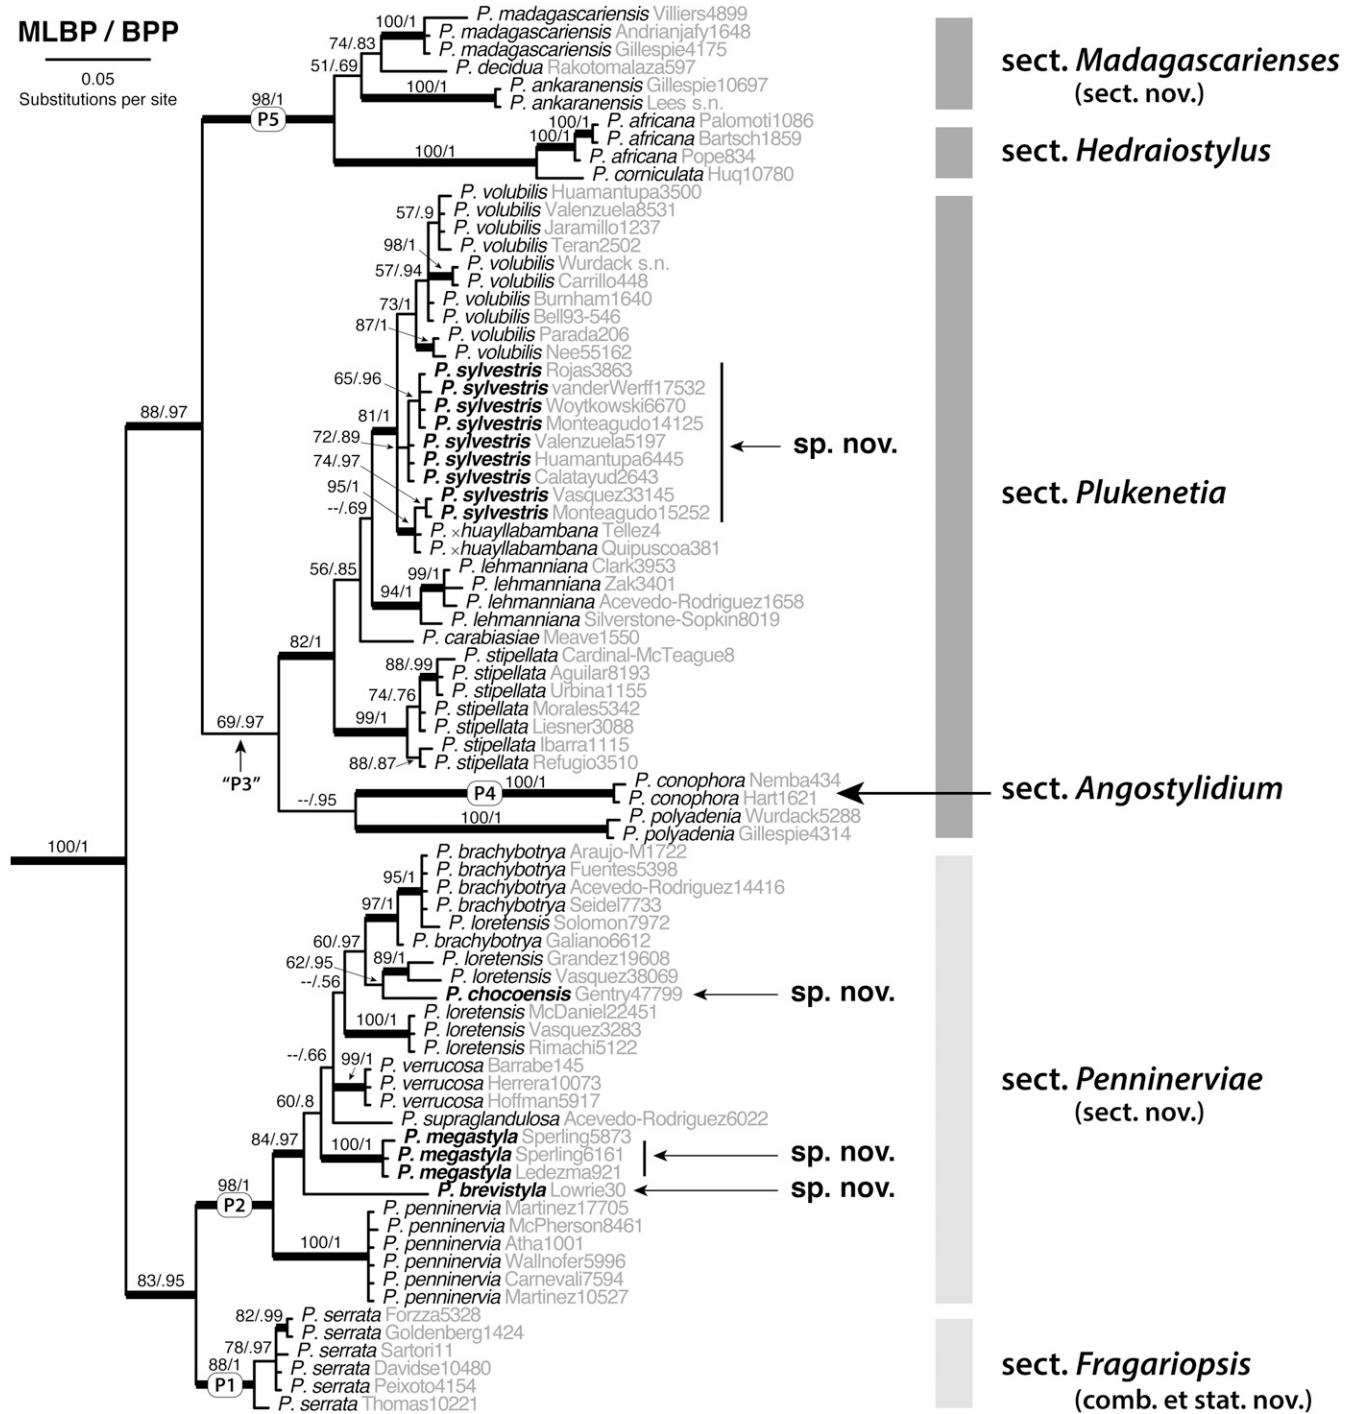 MLBP / BPP
0.05
Substitutions per site
100/1
P. madagascariensis Villiers4899
P. madagascariensis Andrianjafy1648
74/.83
P. madagascariensis Gillespie4175
51/.69
P. decidua Rakotomalaza597
100/1
P. ankaranensis Gillespie10697
98/1
P. ankaranensis Lees s.n.
P5
sect. Madagascarienses
(sect. nov.)
100/1
P. africana Palomoti1086
100/1
P. africana Bartsch1859
100/1
P. africana Pope834
P. corniculata Huq10780
sect. Hedraiostylus
P. volubilis Huamantupa3500
57/.9
P. volubilis Valenzuela8531
P. volubilis Jaramillo1237
98/1
P. volubilis Teran2502
P. volubilis Wurdack s.n.
57/.94
P. volubilis Carrillo448
73/1
P. volubilis Burnham1640
P. volubilis Bell93-546
87/1
P. volubilis Parada206
P. volubilis Nee55162
65/.96
P. sylvestris Rojas3863
P. sylvestris vanderWerff17532
P. sylvestris Woytkowski6670
88/.97
81/1
P. sylvestris Monteagudo14125
72/.89
P. sylvestris Valenzuela5197
sp. nov.
74/.97
P. sylvestris Huamantupa6445
P. sylvestris Calatayud2643
95/1
P. sylvestris Vasquez33145
--/.69
P. sylvestris Monteagudo15252
sect. Plukenetia
P. ×huayllabambana Tellez4
P. ×huayllabambana Quipuscoa381
56/.85
99/1
P. lehmanniana Clark3953
94/1
P. lehmanniana Zak3401
P. lehmanniana Acevedo-Rodriguez1658
P. lehmanniana Silverstone-Sopkin8019
82/1
P. carabiasiae Meave1550
88/.99
P. stipellata Cardinal-McTeague8
P. stipellata Aguilar8193
74/.76
P. stipellata Urbina1155
P. stipellata Morales5342
99/1
P. stipellata Liesner3088
69/.97
P. stipellata Ibarra1115
88/.87
P. stipellata Refugio3510
"P3"
100/1
P. conophora Nemba434
P4
P. conophora Hart1621
sect. Angostylidium
--/.95
100/1
P. polyadenia Wurdack5288
P. polyadenia Gillespie4314
100/1
P. brachybotrya Araujo-M1722
95/1
P. brachybotrya Fuentes5398
P. brachybotrya Acevedo-Rodriguez14416
97/1
P. brachybotrya Seidel7733
P. loretensis Solomon7972
60/.97
P. brachybotrya Galiano6612
62/.95
89/1
P. loretensis Grandez19608
--/.56
P. loretensis Vasquez38069
P. chocoensis Gentry47799
sp. nov.
100/1
P. loretensis McDaniel22451
P. loretensis Vasquez3283
P. loretensis Rimachi5122
--/.66
99/1
P. verrucosa Barrabe145
P. verrucosa Herrera10073
sect. Penninerviae
(sect. nov.)
60/.8
P. verrucosa Hoffman5917
P. supraglandulosa Acevedo-Rodriguez6022
84/.97
100/1
P. megastyla Sperling5873
P. megastyla Sperling6161
sp. nov.
P. megastyla Ledezma921
98/1
P. brevistyla Lowrie30
sp. nov.
P2
P. penninervia Martinez17705
P. penninervia McPherson8461
100/1
P. penninervia Atha1001
P. penninervia Wallnofer5996
83/.95
P. penninervia Carnevali7594
P. penninervia Martinez10527
82/.99
P. serrata Forzza5328
P. serrata Goldenberg1424
78/.97
P. serrata Sartori11
88/1
P. serrata Davidse10480
P1
P. serrata Peixoto4154
P. serrata Thomas10221
sect. Fragariopsis
(comb. et stat. nov.)